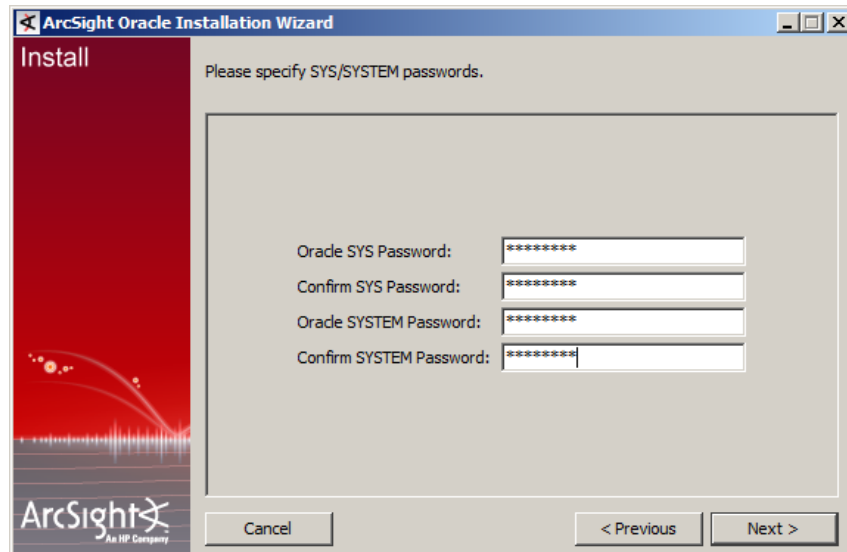 ArcSight Oracle Installation Wizard
Install
Please specify SYS/SYSTEM passwords.
Oracle SYS Password: ********
Confirm SYS Password: ********
Oracle SYSTEM Password: ********
Confirm SYSTEM Password: ********
ArcSight
An HP Company
Cancel
< Previous
Next >